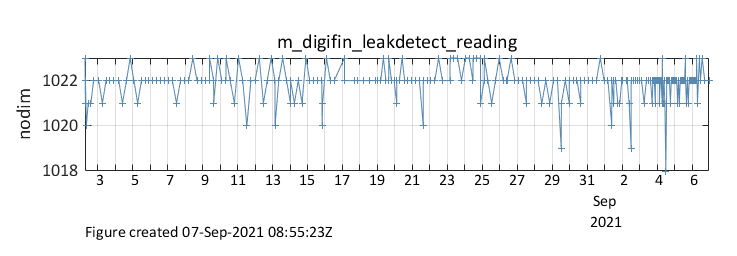 m_digifin_leakdetect_reading
nodim
1022
1020
1018
3 5 7 9 11 13 15 17 19 21 23 25 27 29 31 2 4 6
Sep
2021
Figure created 07-Sep-2021 08:55:23Z